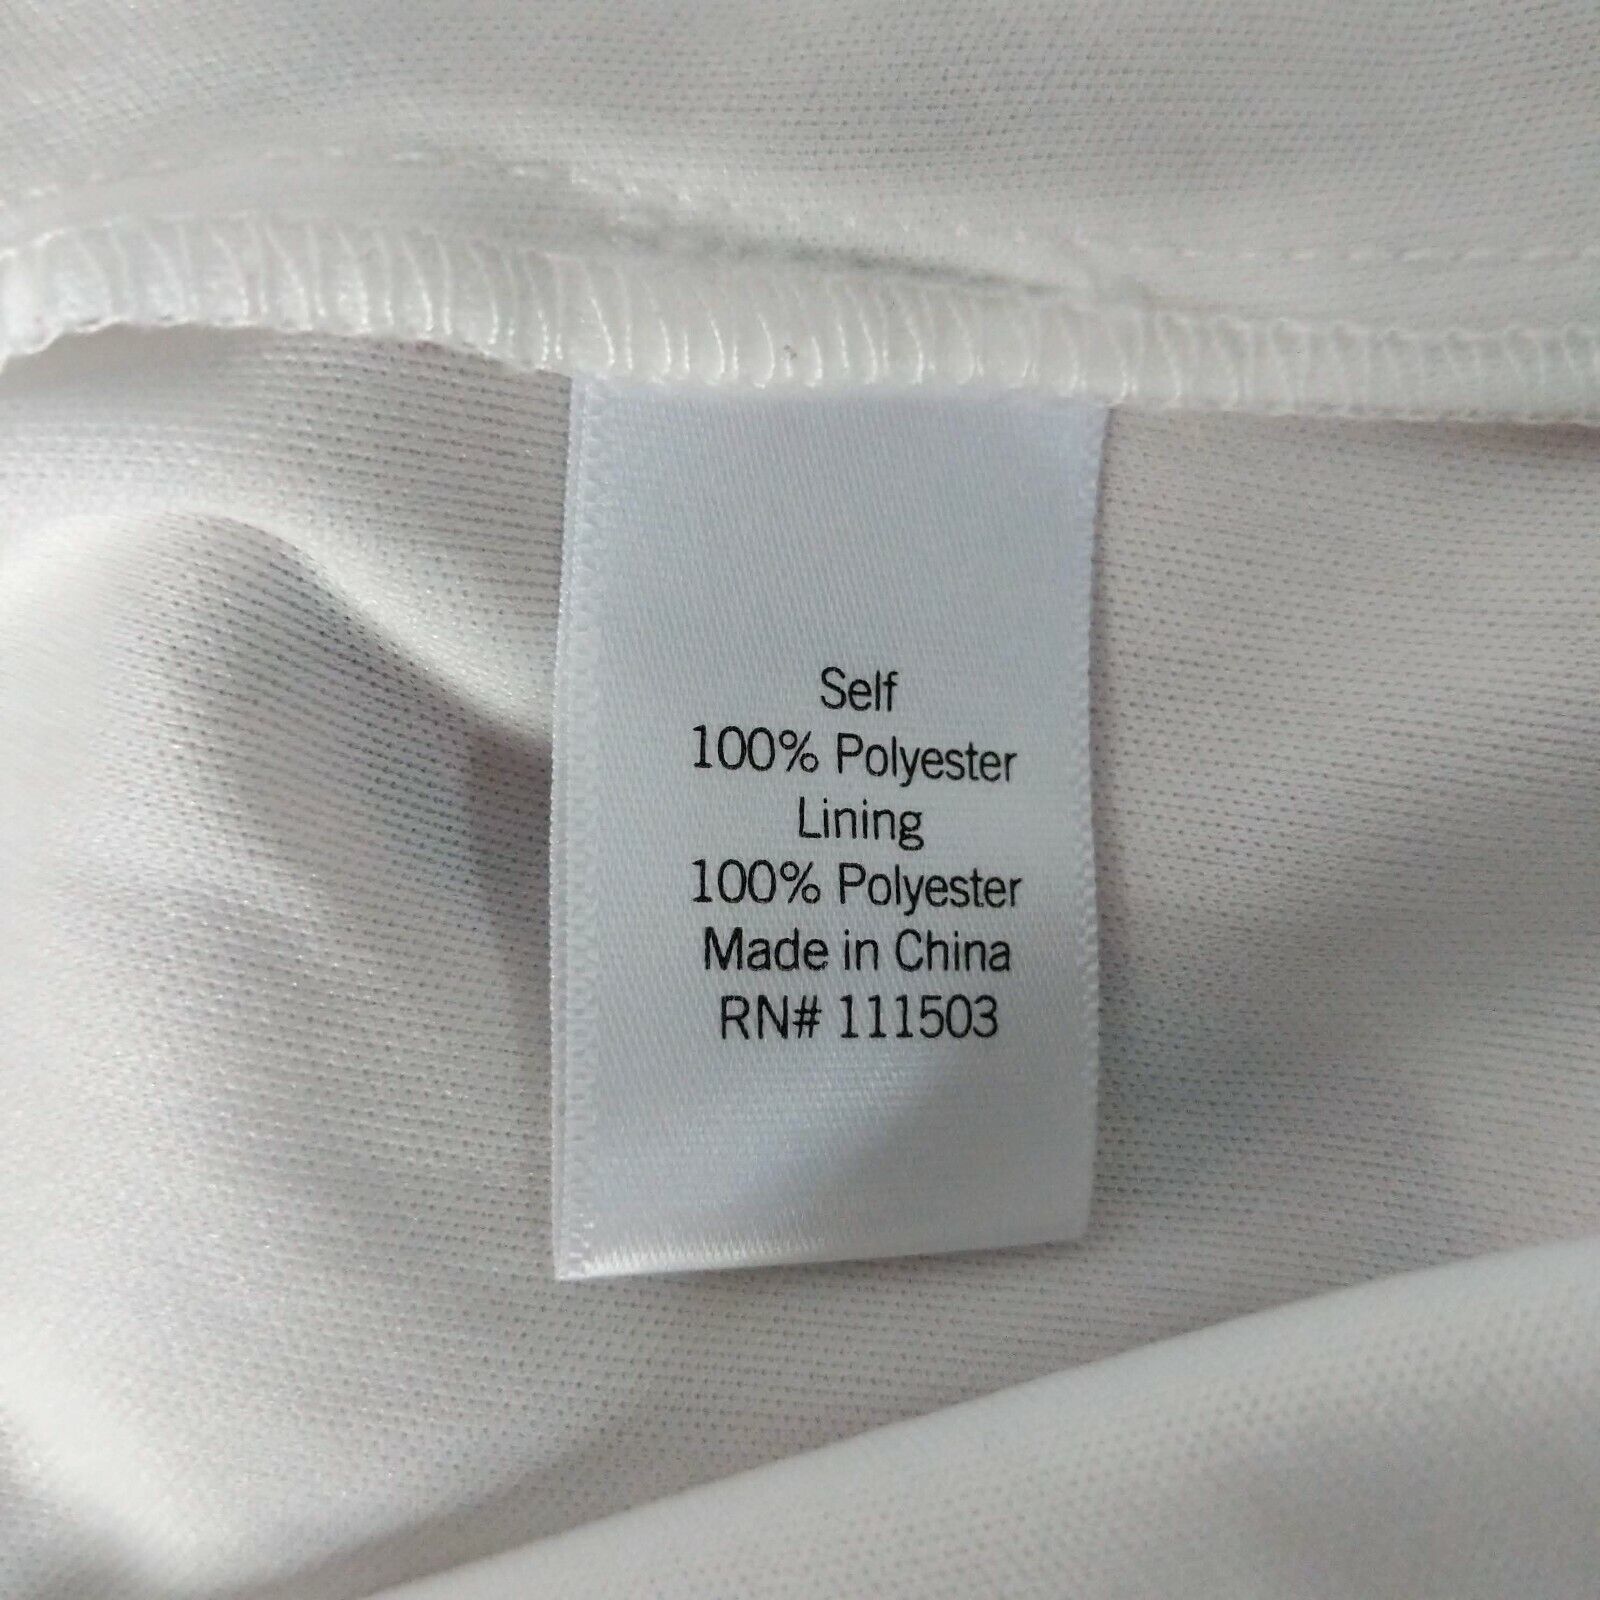 Self
100% Polyester
Lining
100% Polyester
Made in China
RN# 111503